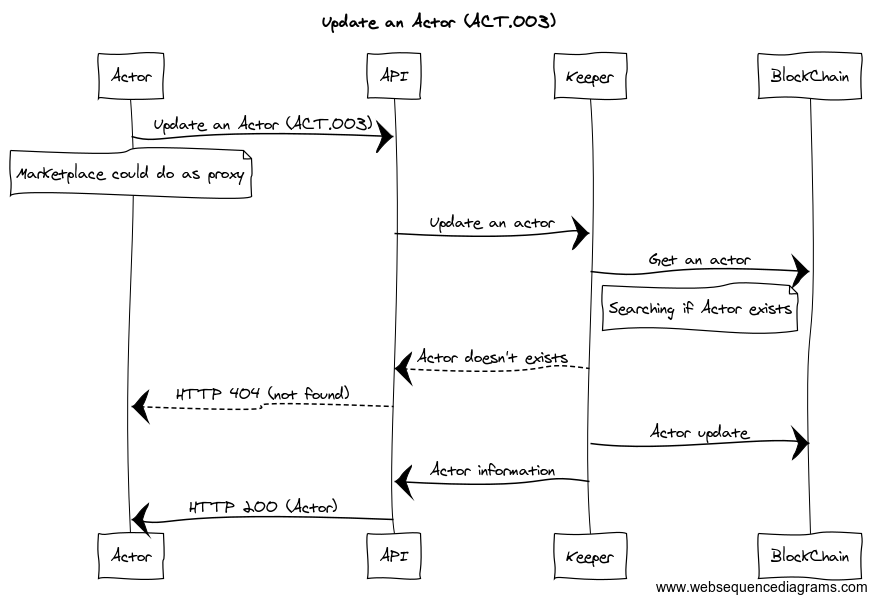 Update an Actor (ACT.003)
Actor
API
Keeper
BlockChain
Update an Actor (ACT.003)
Marketplace could do as proxy
Update an actor
Get an actor
Searching if Actor exists
Actor doesn't exists
HTTP 404 (not found)
Actor update
Actor information
HTTP 200 (Actor)
Actor
API
Keeper
BlockChain
www.websequencediagrams.com